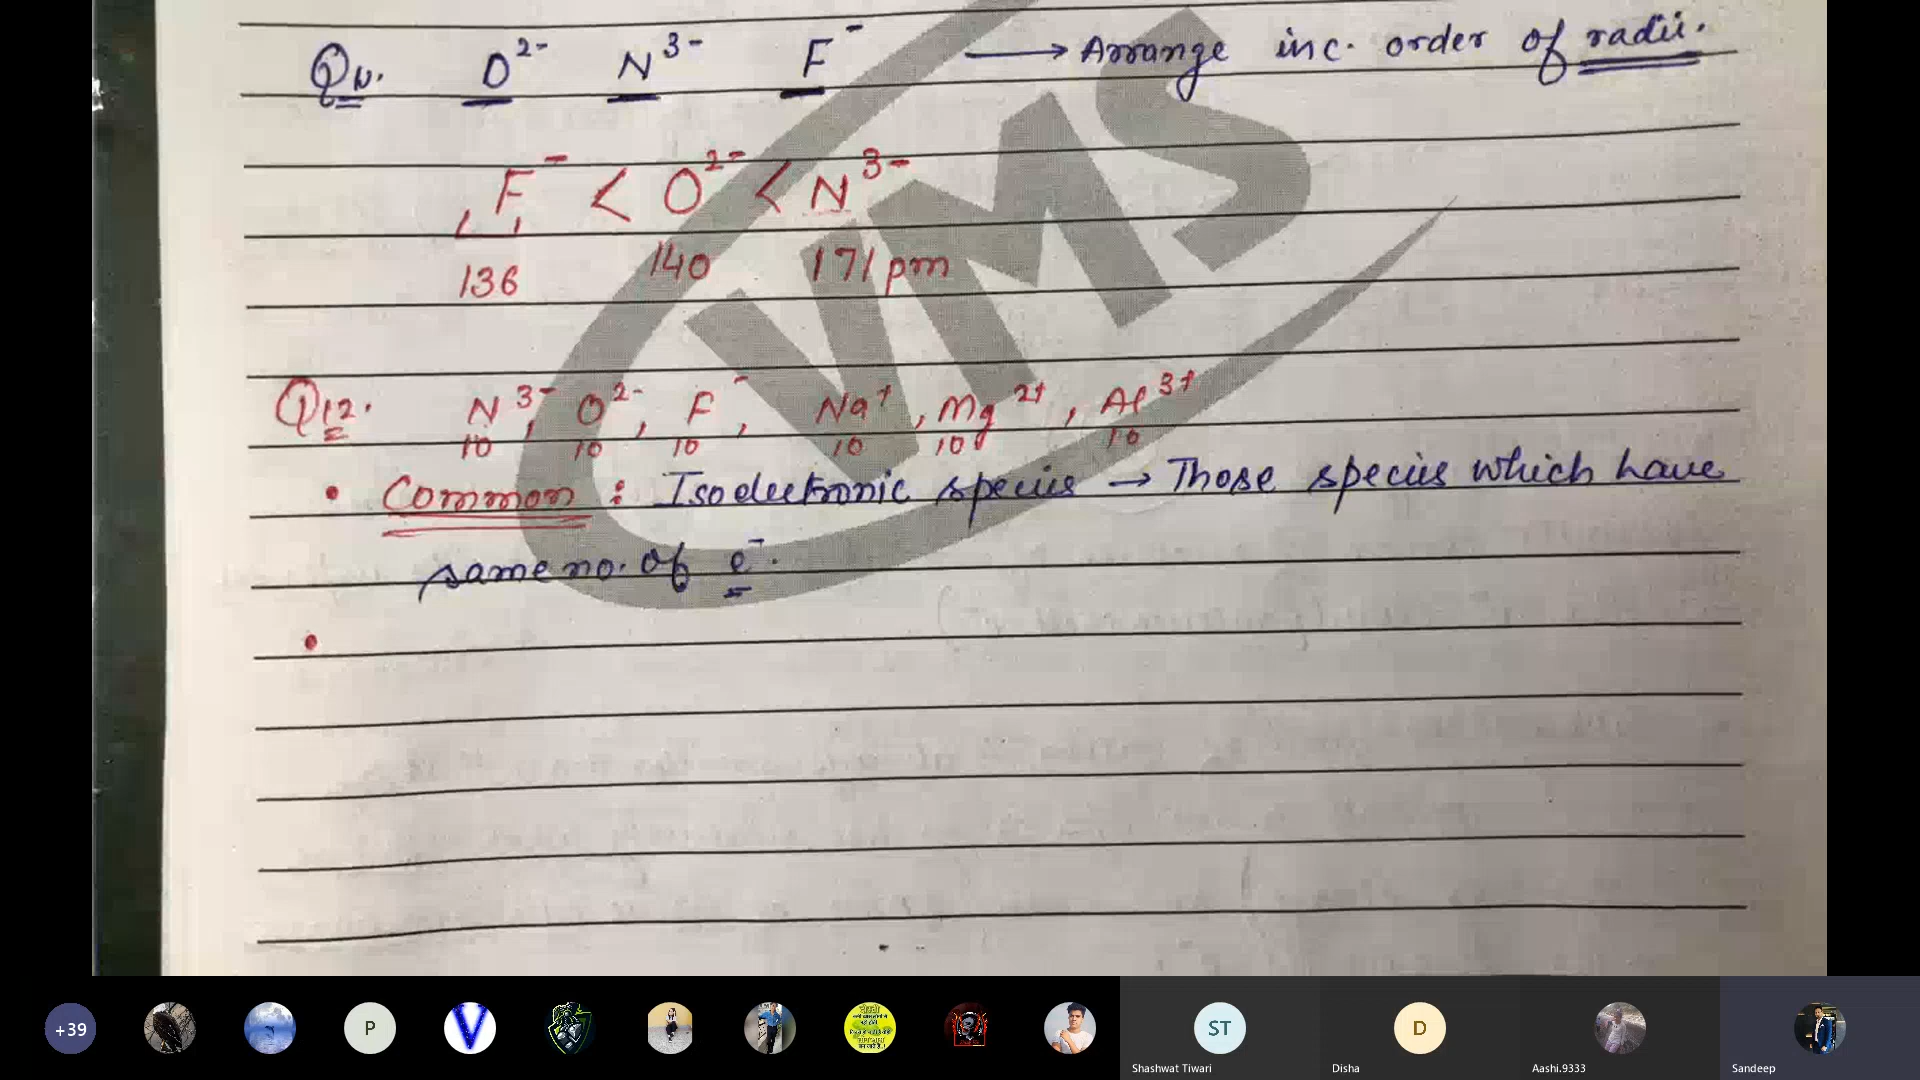 Q11. O²⁻ N³⁻ F⁻ → Arrange inc. order of radii.
F⁻ < O²⁻ < N³⁻
136 140 171 pm
Q12. N³⁻, O²⁻, F⁻, Na⁺, Mg²⁺, Al³⁺
10 10 10 10 10 10
• Common : Isoelectronic species → Those species which have
same no. of e⁻.
•
VMS
+39 P V ST D
Shashwat Tiwari Disha Aashi.9333 Sandeep